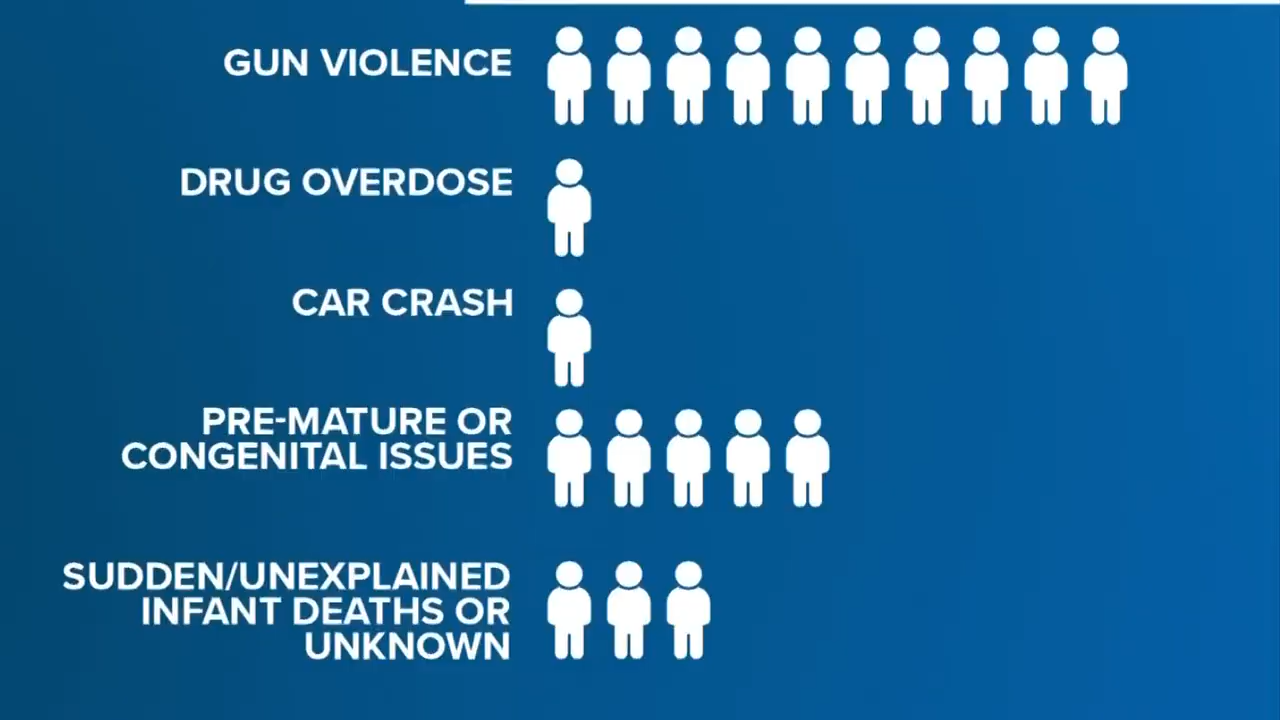 GUN VIOLENCE
DRUG OVERDOSE
CAR CRASH
PRE-MATURE OR
CONGENITAL ISSUES
SUDDEN/UNEXPLAINED
INFANT DEATHS OR
UNKNOWN